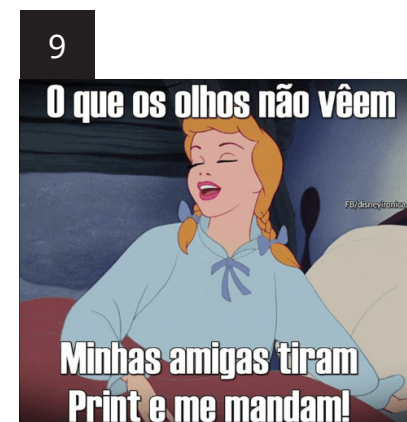 9
O que os olhos não vêem
FB/disneyironica
Minhas amigas tiram
Print e me mandam!